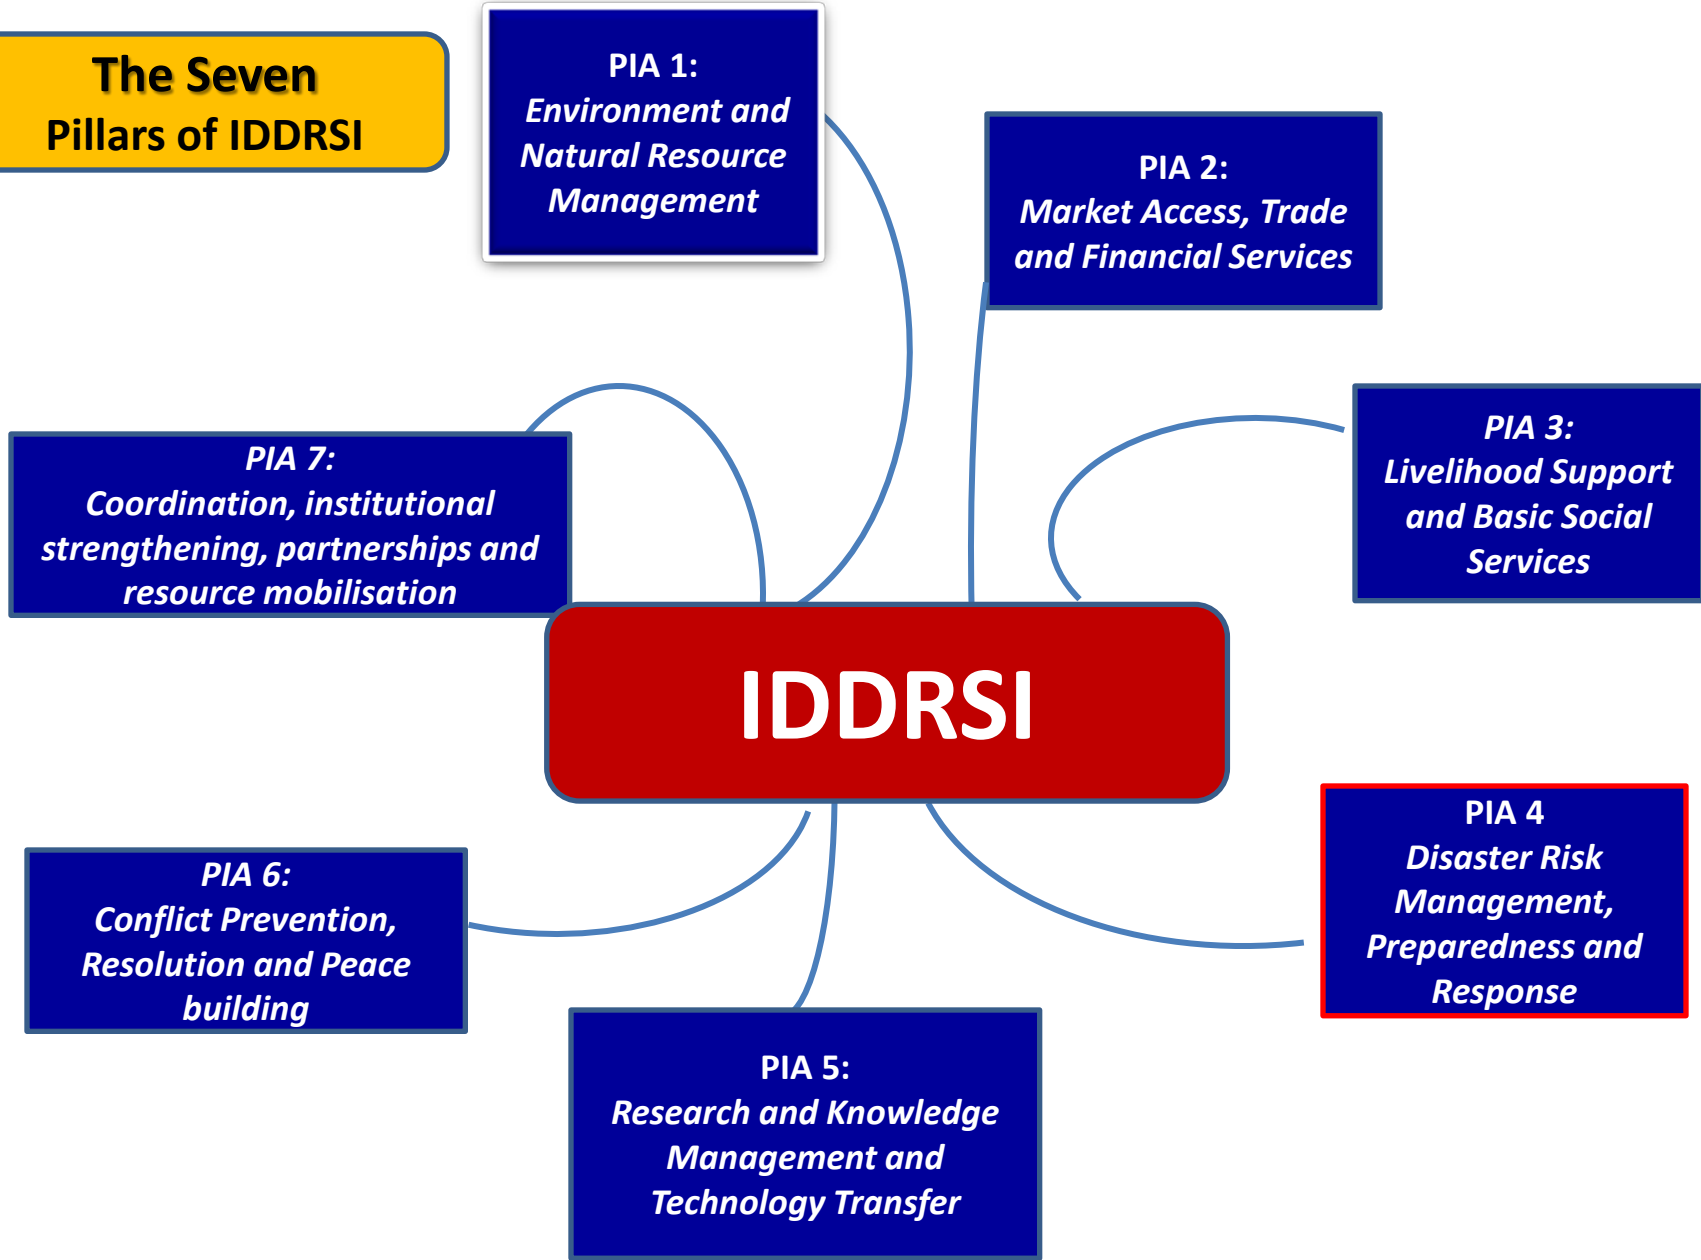 The Seven
Pillars of IDDRSI
PIA 1:
Environment and
Natural Resource
Management
PIA 2:
Market Access, Trade
and Financial Services
PIA 3:
Livelihood Support
and Basic Social
Services
PIA 7:
Coordination, institutional
strengthening, partnerships and
resource mobilisation
IDDRSI
PIA 4
Disaster Risk
Management,
Preparedness and
Response
PIA 6:
Conflict Prevention,
Resolution and Peace
building
PIA 5:
Research and Knowledge
Management and
Technology Transfer